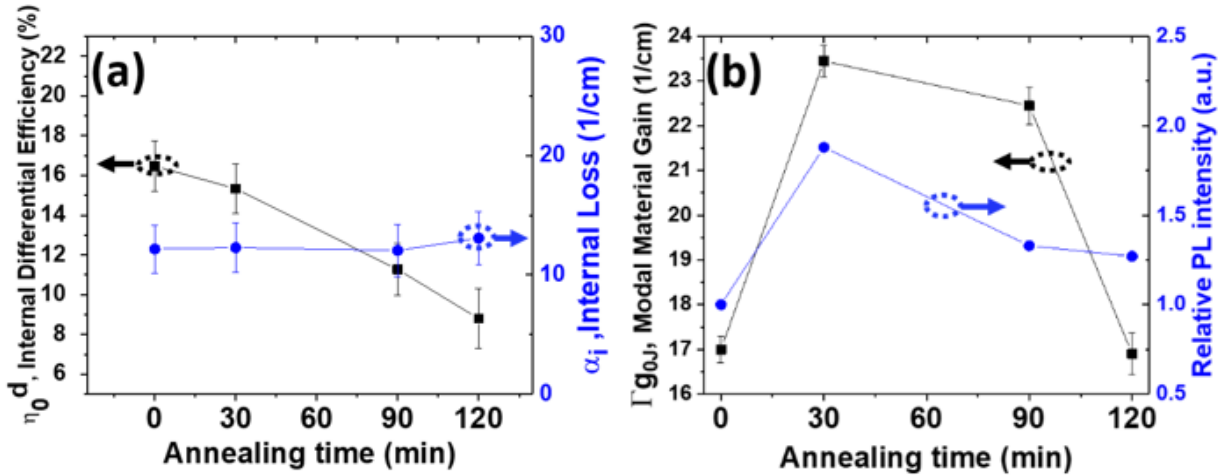 (a)
η₀ᵈ, Internal Differential Efficiency (%)
22
20
18
16
14
12
10
8
6
30
20
10
0
αᵢ ,Internal Loss (1/cm)
0 30 90 120
Annealing time (min)
(b)
Γg₀J, Modal Material Gain (1/cm)
24
23
22
21
20
19
18
17
16
2.5
2.0
1.5
1.0
0.5
Relative PL intensity (a.u.)
0 30 90 120
Annealing time (min)